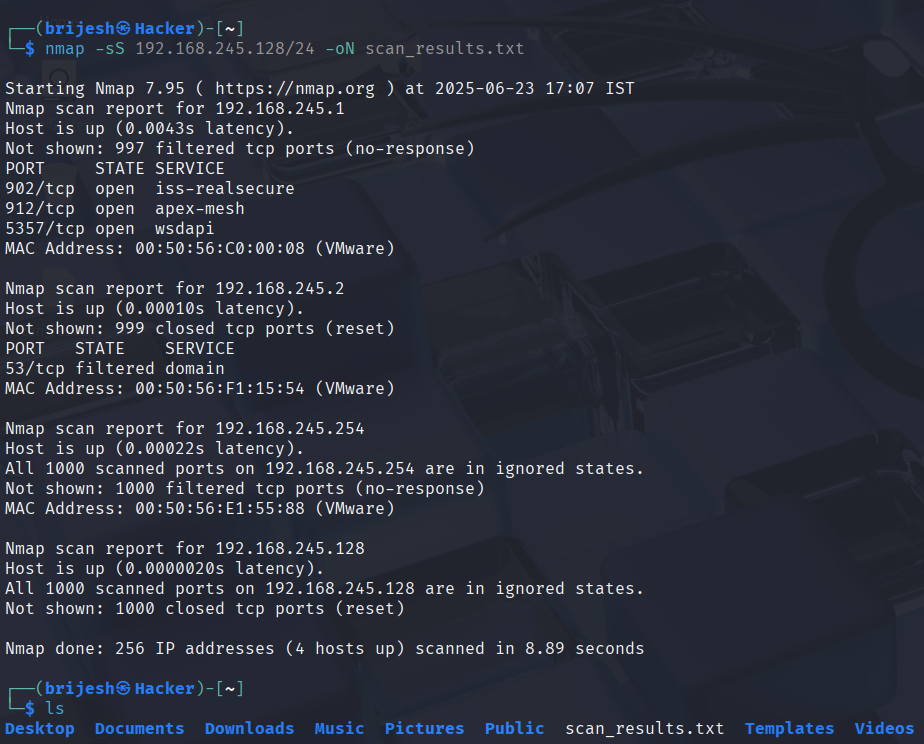 ┌──(brijesh㉿Hacker)-[~]
└─$ nmap -sS 192.168.245.128/24 -oN scan_results.txt
Starting Nmap 7.95 ( https://nmap.org ) at 2025-06-23 17:07 IST
Nmap scan report for 192.168.245.1
Host is up (0.0043s latency).
Not shown: 997 filtered tcp ports (no-response)
PORT     STATE SERVICE
902/tcp  open  iss-realsecure
912/tcp  open  apex-mesh
5357/tcp open  wsdapi
MAC Address: 00:50:56:C0:00:08 (VMware)
Nmap scan report for 192.168.245.2
Host is up (0.00010s latency).
Not shown: 999 closed tcp ports (reset)
PORT   STATE    SERVICE
53/tcp filtered domain
MAC Address: 00:50:56:F1:15:54 (VMware)
Nmap scan report for 192.168.245.254
Host is up (0.00022s latency).
All 1000 scanned ports on 192.168.245.254 are in ignored states.
Not shown: 1000 filtered tcp ports (no-response)
MAC Address: 00:50:56:E1:55:88 (VMware)
Nmap scan report for 192.168.245.128
Host is up (0.0000020s latency).
All 1000 scanned ports on 192.168.245.128 are in ignored states.
Not shown: 1000 closed tcp ports (reset)
Nmap done: 256 IP addresses (4 hosts up) scanned in 8.89 seconds
┌──(brijesh㉿Hacker)-[~]
└─$ ls
Desktop  Documents  Downloads  Music  Pictures  Public  scan_results.txt  Templates  Videos